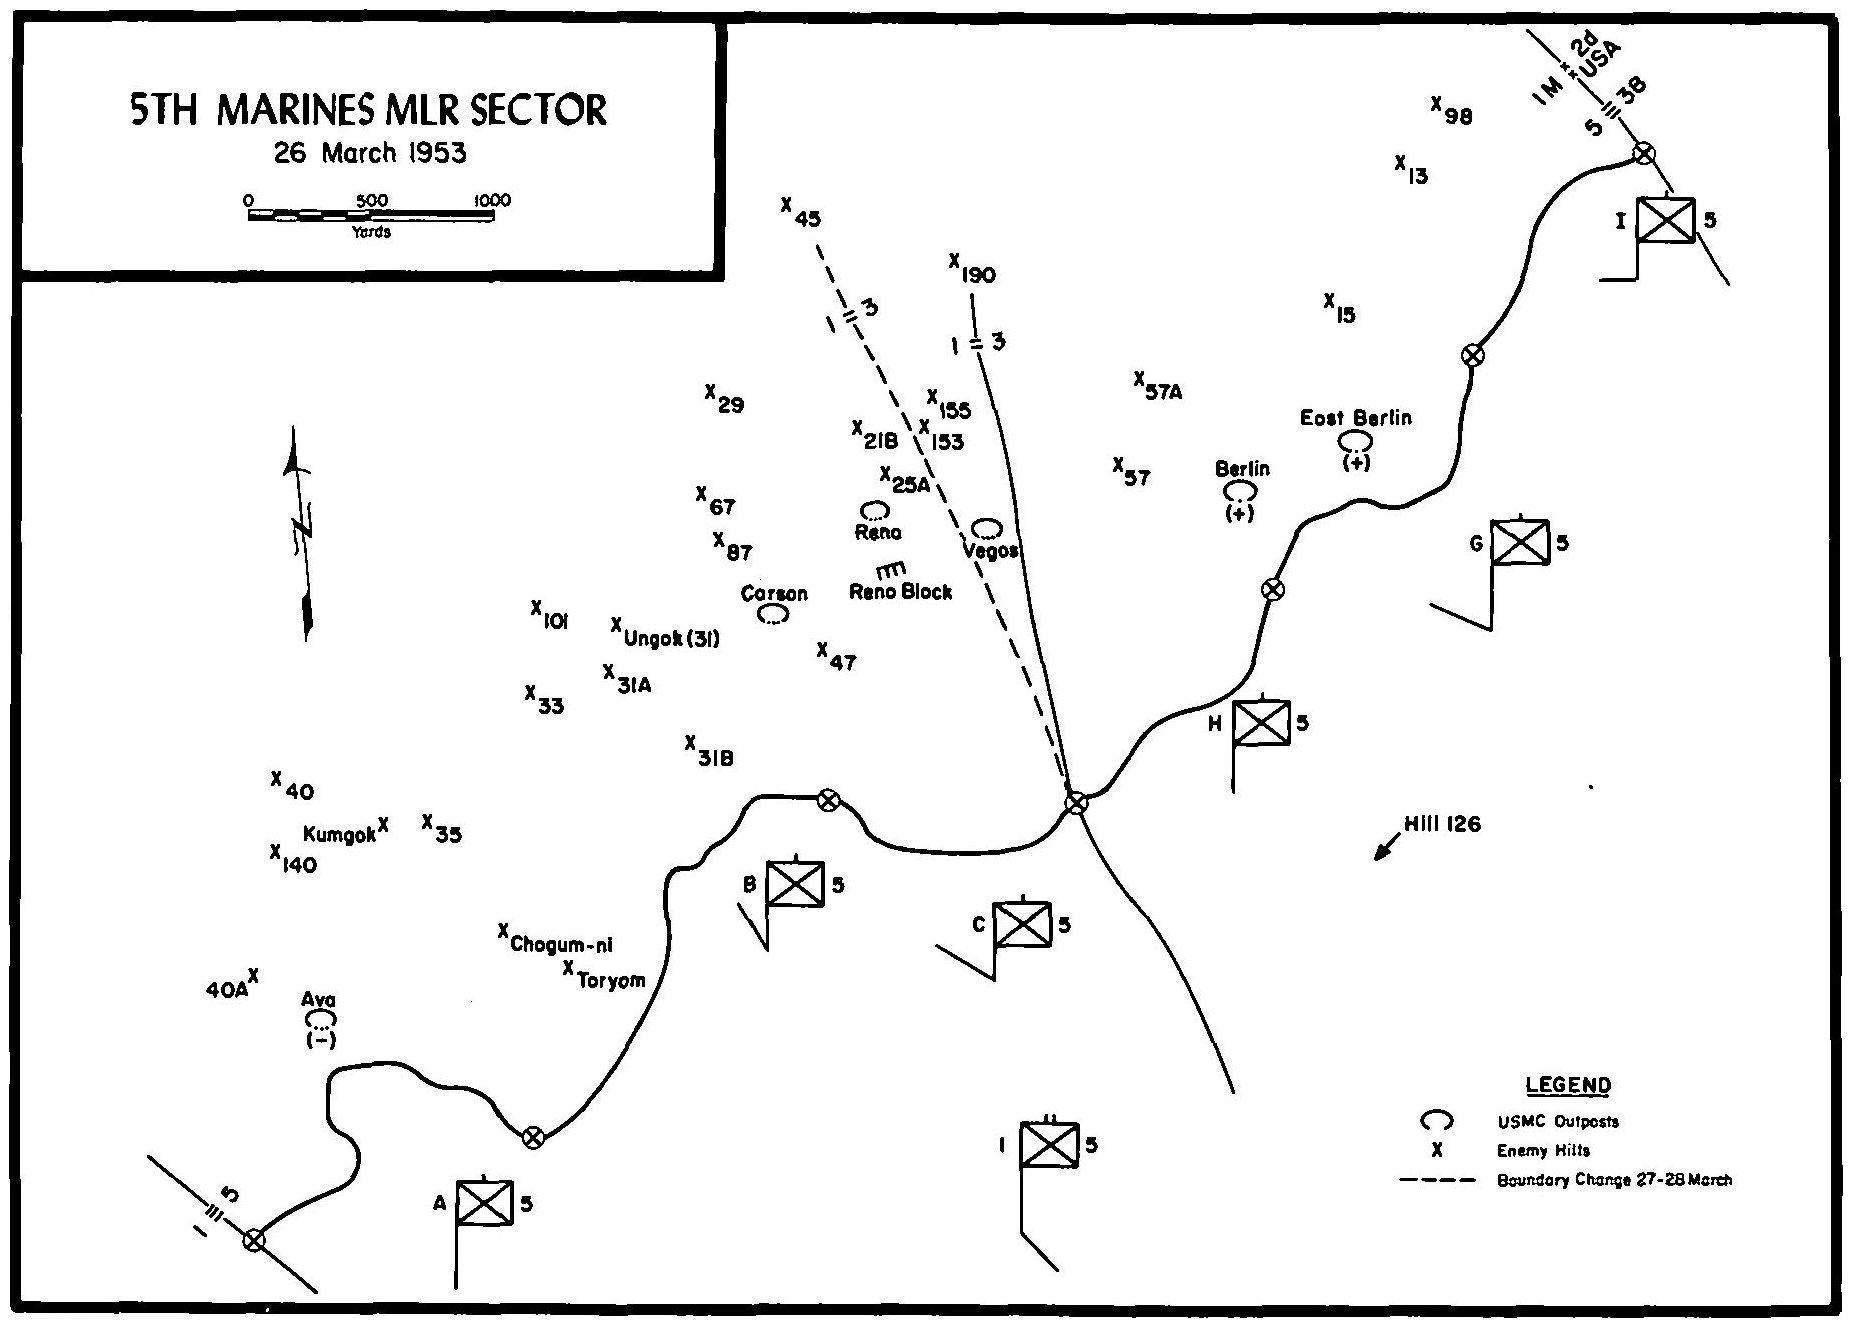 5TH MARINES MLR SECTOR
26 March 1953
0 500 1000
Yards
2d
USA
1 M
38
5
X 98
X 13
I 5
X 45
X 190
3
1
1 3
X 15
X 29
X 155
X 21B
X 153
X 57A
East Berlin
(+)
X 25A
X 57
Berlin
(+)
X 67
Reno
Vegas
G 5
X 87
Reno Block
Carson
X 101
X Ungok (31)
X 47
X 31A
X 33
N
H 5
X 31B
X 40
Kumgok X
X 35
X 140
Hill 126
B 5
C 5
X Chogum-ni
X Toryom
40A X
Ava
(-)
LEGEND
USMC Outposts
X Enemy Hills
Boundary Change 27-28 March
1 5
5
1
A 5